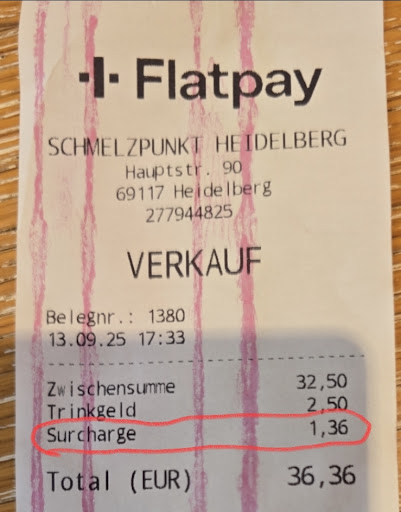 Flatpay
SCHMELZPUNKT HEIDELBERG
Hauptstr. 90
69117 Heidelberg
277944825
VERKAUF
Belegnr.: 1380
13.09.25 17:33
Zwischensumme 32,50
Trinkgeld 2,50
Surcharge 1,36
Total (EUR) 36,36